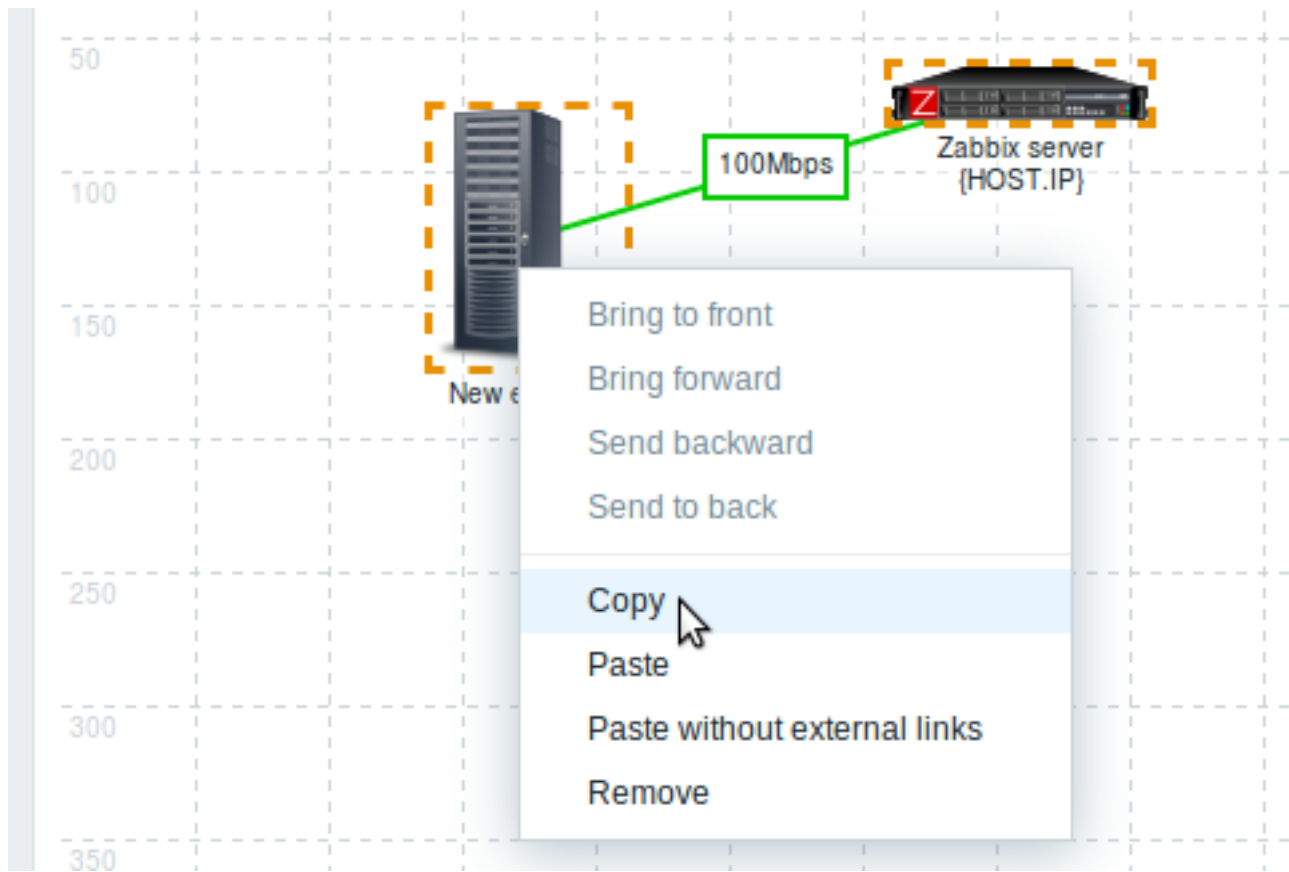 50
100
150
200
250
300
350
Z
100Mbps
Zabbix server
{HOST.IP}
New e
Bring to front
Bring forward
Send backward
Send to back
Copy
Paste
Paste without external links
Remove